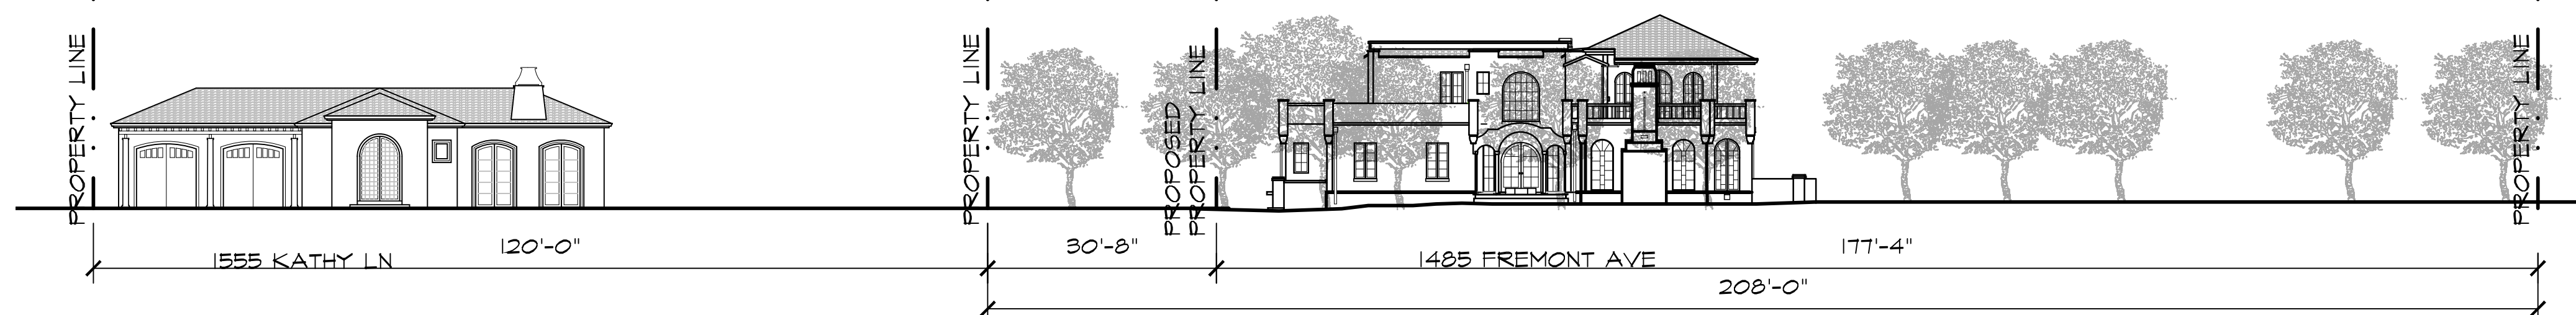 PROPERTY LINE
PROPERTY LINE
PROPOSED
PROPERTY LINE
PROPERTY LINE
120'-0"
30'-8"
177'-4"
1555 KATHY LN
1485 FREMONT AVE
208'-0"